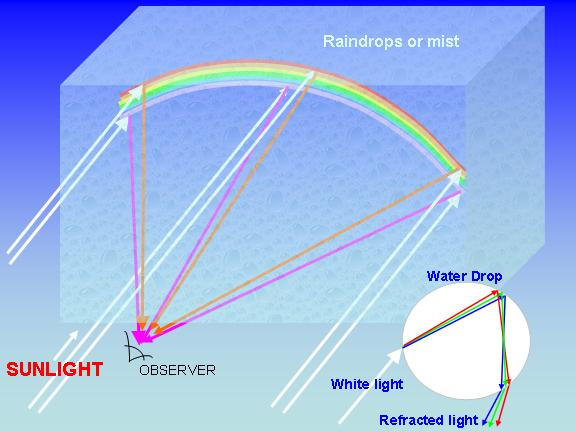 Raindrops or mist
Water Drop
SUNLIGHT
OBSERVER
White light
Refracted light